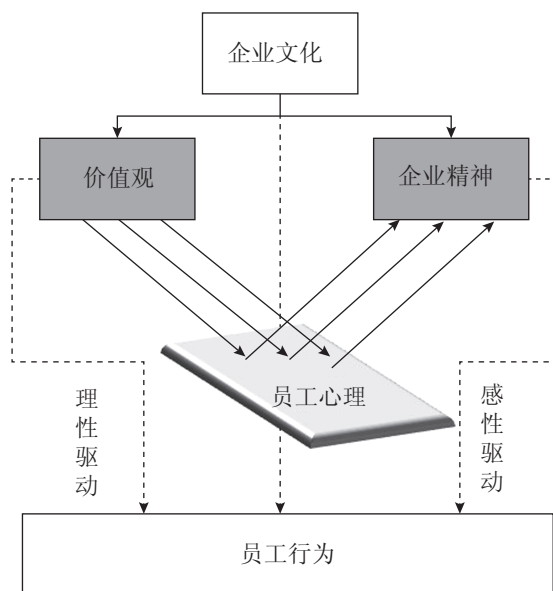 企业文化
价值观
企业精神
员工心理
理性驱动
感性驱动
员工行为